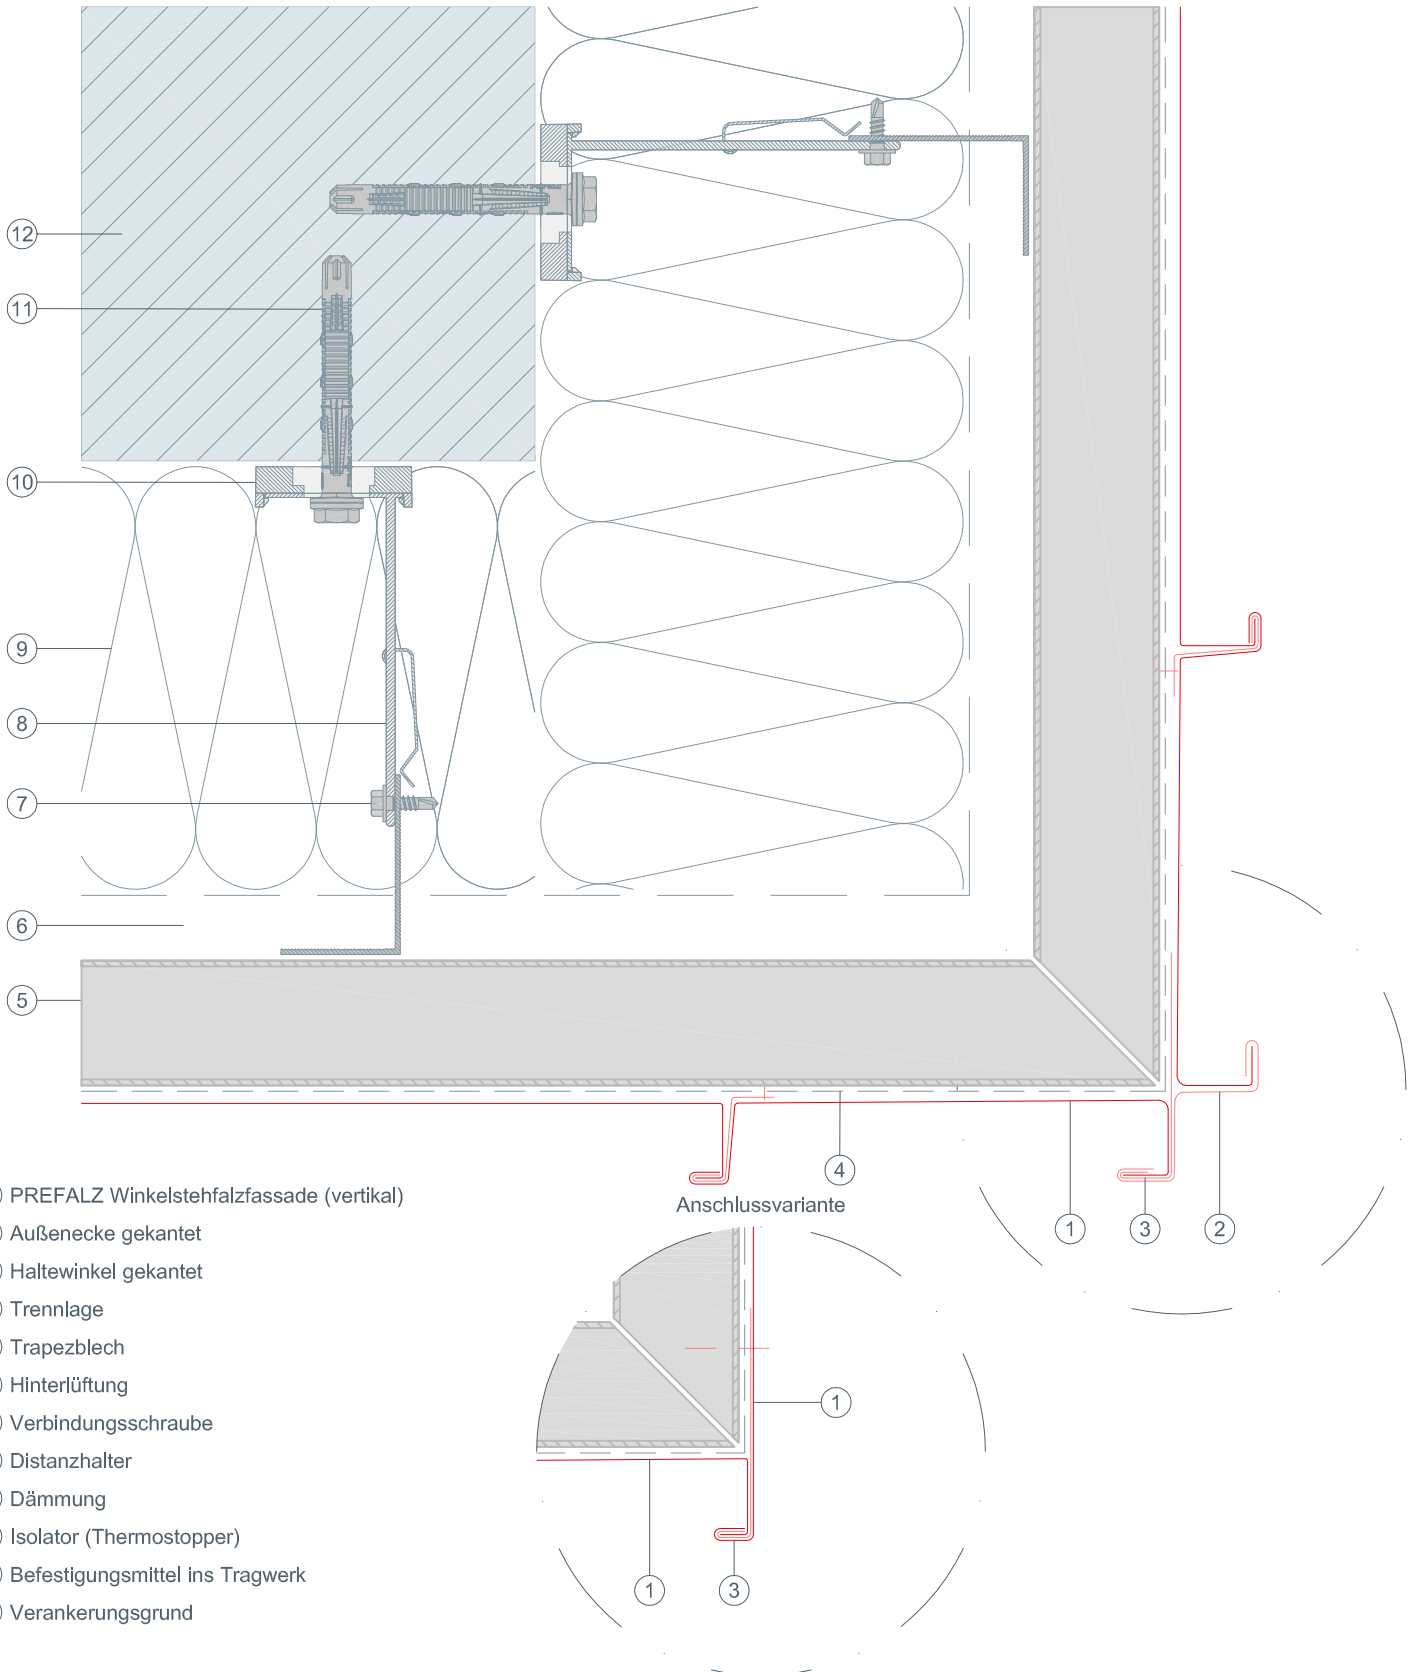 12
11
10
9
8
7
6
5
4
1
3
2
Anschlussvariante
1
1
3
PREFALZ Winkelstehfalzfassade (vertikal)
Außenecke gekantet
Haltewinkel gekantet
Trennlage
Trapezblech
Hinterlüftung
Verbindungsschraube
Distanzhalter
Dämmung
Isolator (Thermostopper)
Befestigungsmittel ins Tragwerk
Verankerungsgrund